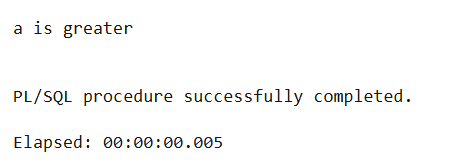 a is greater
PL/SQL procedure successfully completed.
Elapsed: 00:00:00.005